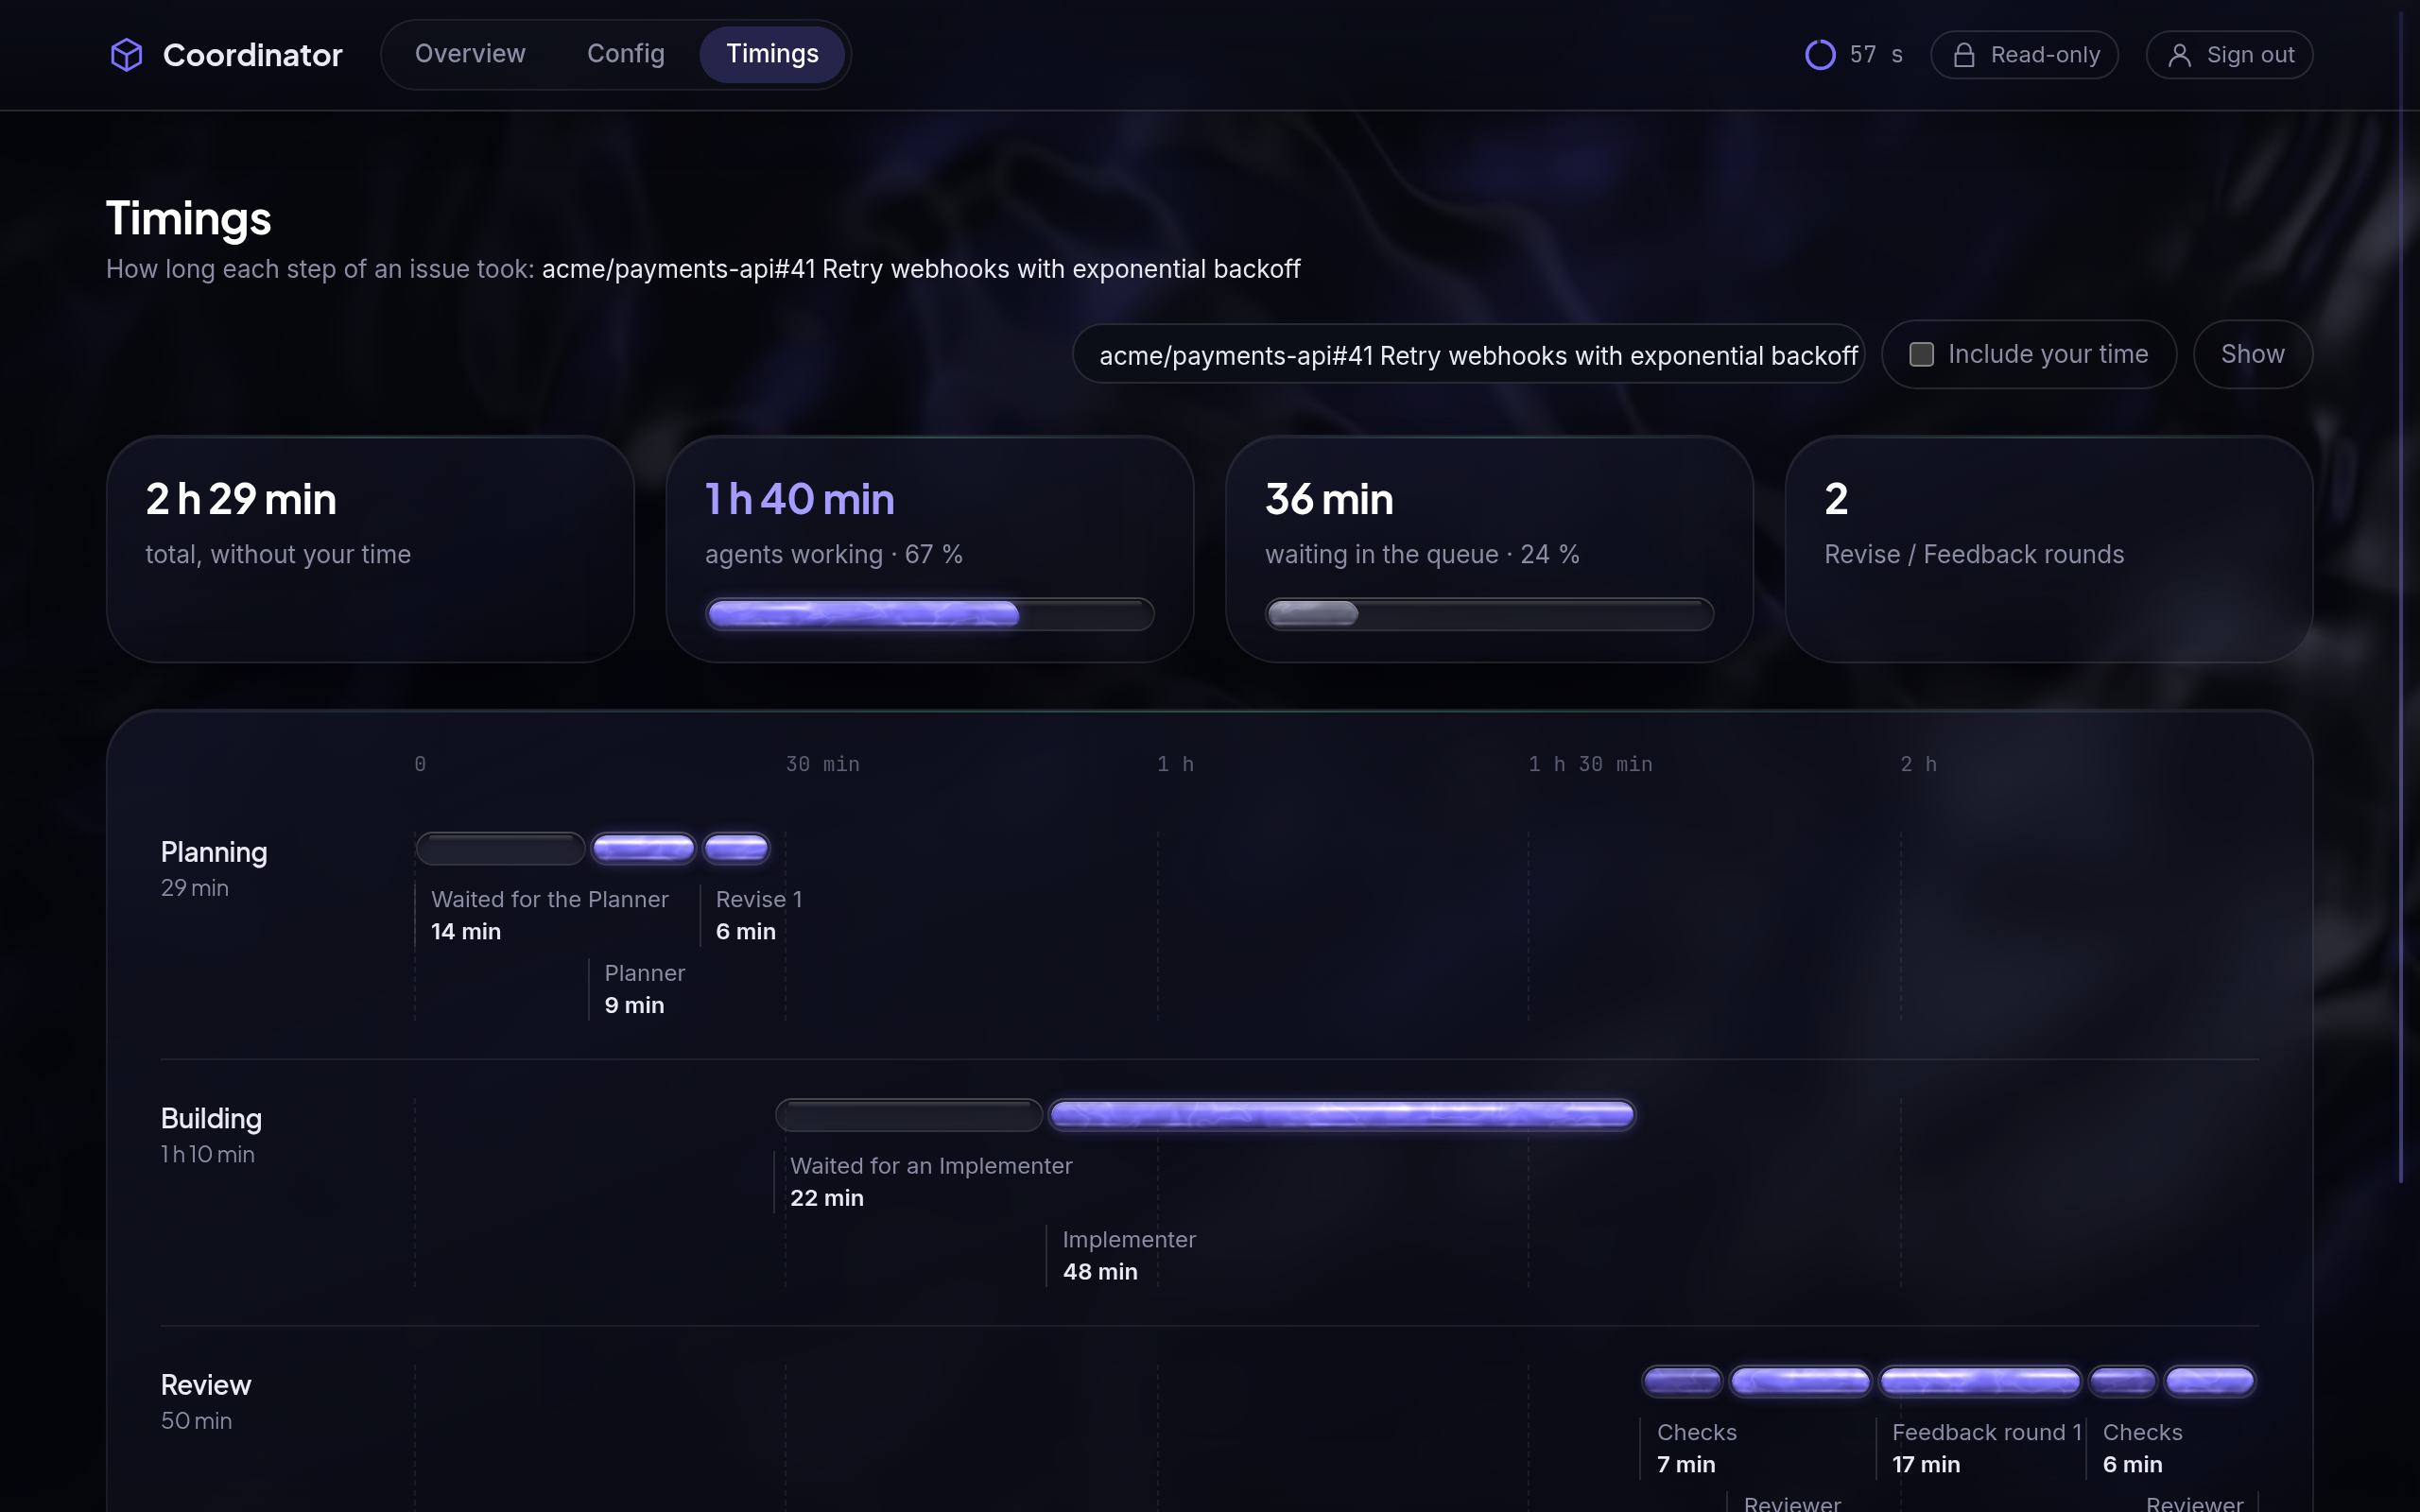 Coordinator
Overview
Config
Timings
57 s
Read-only
Sign out
Timings
How long each step of an issue took: acme/payments-api#41 Retry webhooks with exponential backoff
acme/payments-api#41 Retry webhooks with exponential backoff
Include your time
Show
2 h 29 min
total, without your time
1 h 40 min
agents working · 67 %
36 min
waiting in the queue · 24 %
2
Revise / Feedback rounds
0
30 min
1 h
1 h 30 min
2 h
Planning
29 min
Waited for the Planner
14 min
Revise 1
6 min
Planner
9 min
Building
1 h 10 min
Waited for an Implementer
22 min
Implementer
48 min
Review
50 min
Checks
7 min
Feedback round 1
17 min
Checks
6 min
Reviewer
Reviewer